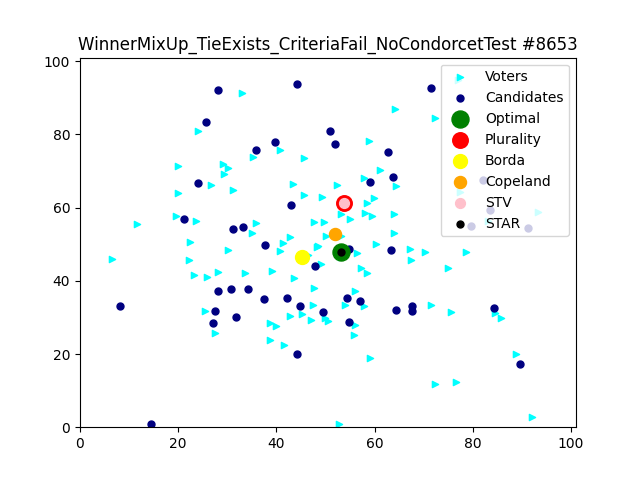 WinnerMixUp_TieExists_CriteriaFail_NoCondorcetTest #8653
Voters
Candidates
Optimal
Plurality
Borda
Copeland
STV
STAR
100
80
60
40
20
0
0 20 40 60 80 100